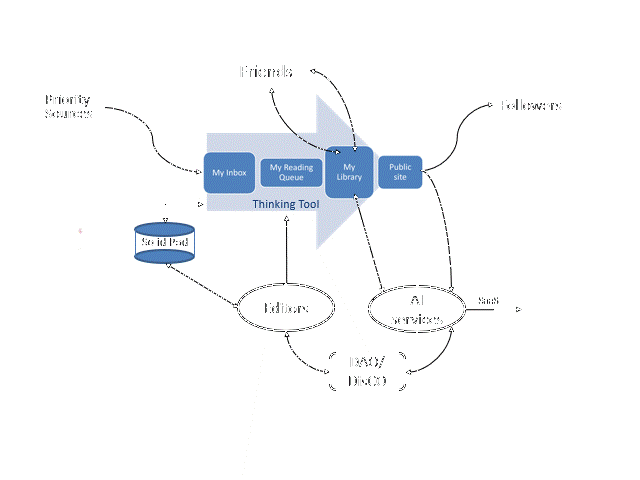 Friends
Priority
Sources
Followers
My Inbox
My Reading
Queue
My
Library
Public
site
Thinking Tool
Solid Pod
Editors
AI
services
SaaS
DAO/
DisCO